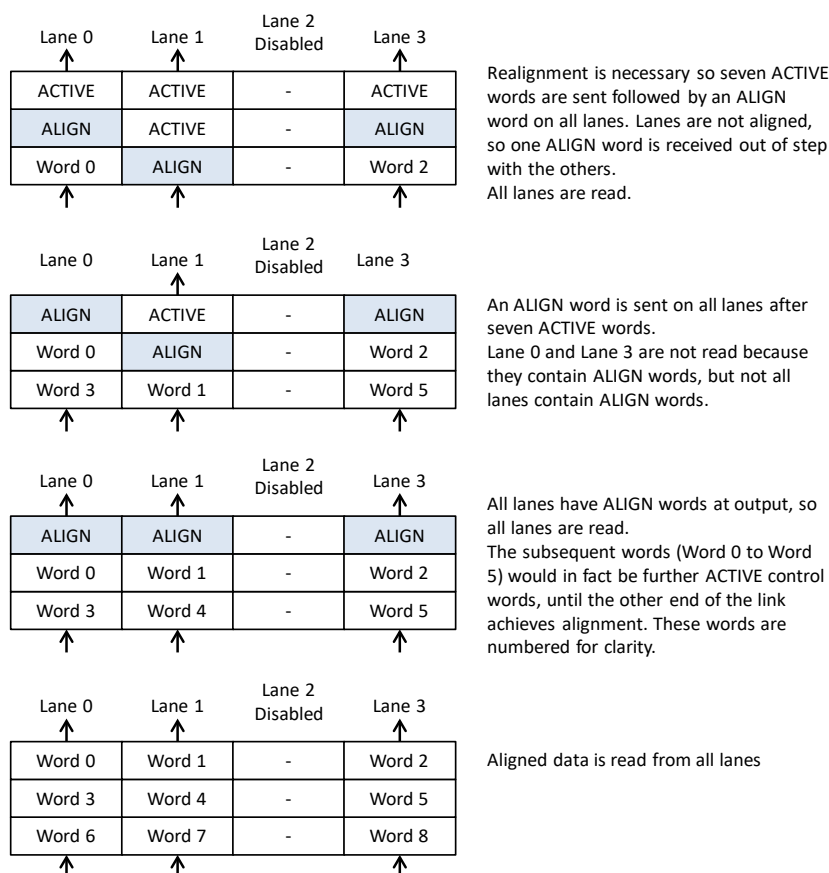 Lane 0 Lane 1 Lane 2 Disabled Lane 3
ACTIVE ACTIVE - ACTIVE
ALIGN ACTIVE - ALIGN
Word 0 ALIGN - Word 2
Realignment is necessary so seven ACTIVE
words are sent followed by an ALIGN
word on all lanes. Lanes are not aligned,
so one ALIGN word is received out of step
with the others.
All lanes are read.
Lane 0 Lane 1 Lane 2 Disabled Lane 3
ALIGN ACTIVE - ALIGN
Word 0 ALIGN - Word 2
Word 3 Word 1 - Word 5
An ALIGN word is sent on all lanes after
seven ACTIVE words.
Lane 0 and Lane 3 are not read because
they contain ALIGN words, but not all
lanes contain ALIGN words.
Lane 0 Lane 1 Lane 2 Disabled Lane 3
ALIGN ALIGN - ALIGN
Word 0 Word 1 - Word 2
Word 3 Word 4 - Word 5
All lanes have ALIGN words at output, so
all lanes are read.
The subsequent words (Word 0 to Word
5) would in fact be further ACTIVE control
words, until the other end of the link
achieves alignment. These words are
numbered for clarity.
Lane 0 Lane 1 Lane 2 Disabled Lane 3
Word 0 Word 1 - Word 2
Word 3 Word 4 - Word 5
Word 6 Word 7 - Word 8
Aligned data is read from all lanes